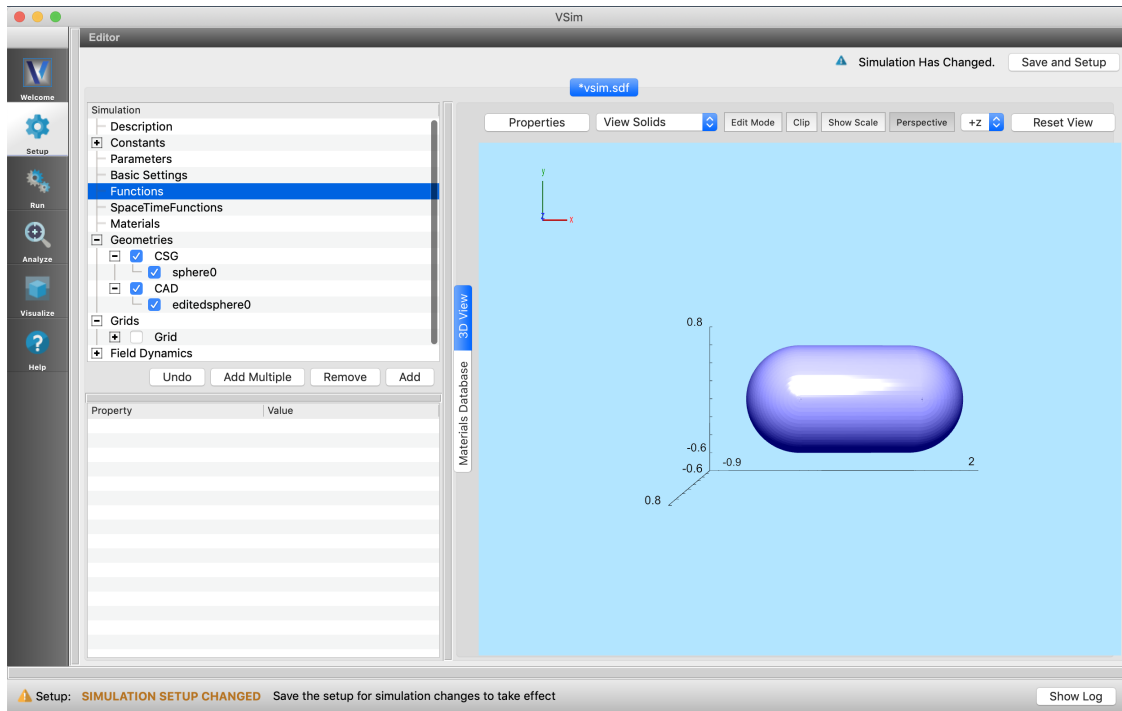 VSim
Editor
Simulation Has Changed.
Save and Setup
*vsim.sdf
Welcome
Setup
Run
Analyze
Visualize
Help
Simulation
Description
Constants
Parameters
Basic Settings
Functions
SpaceTimeFunctions
Materials
Geometries
CSG
sphere0
CAD
editedsphere0
Grids
Grid
Field Dynamics
Undo Add Multiple Remove Add
Property Value
3D View
Materials Database
Properties View Solids Edit Mode Clip Show Scale Perspective +z Reset View
y
z x
0.8
-0.6
-0.6 -0.9 2
0.8
Setup: SIMULATION SETUP CHANGED Save the setup for simulation changes to take effect
Show Log